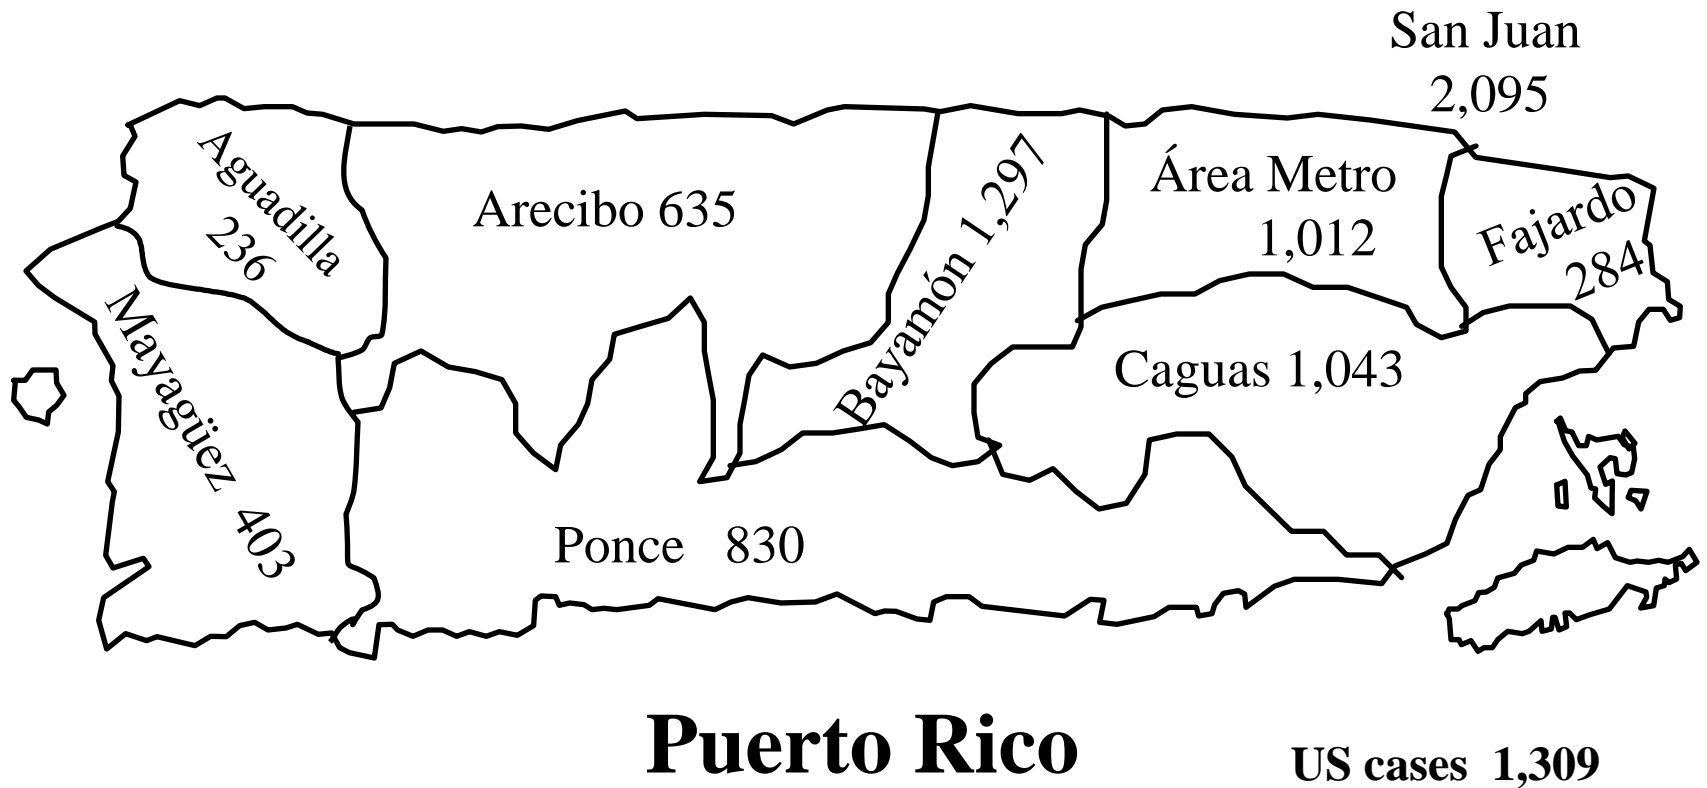 San Juan
2,095
Aguadilla
236
Arecibo 635
Bayamón 1,297
Área Metro
1,012
Fajardo
284
Mayagüez 403
Caguas 1,043
Ponce 830
Puerto Rico
US cases 1,309